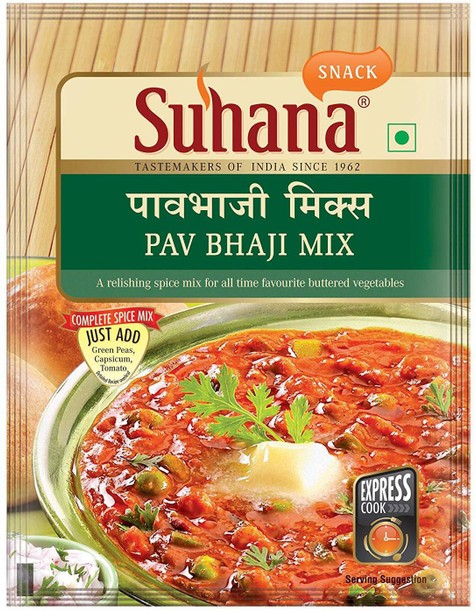 SNACK
Suhana®
TASTEMAKERS OF INDIA SINCE 1962
पावभाजी मिक्स
PAV BHAJI MIX
A relishing spice mix for all time favourite buttered vegetables
COMPLETE SPICE MIX
JUST ADD
Green Peas,
Capsicum,
Tomato
EXPRESS
COOK
Serving Suggestion